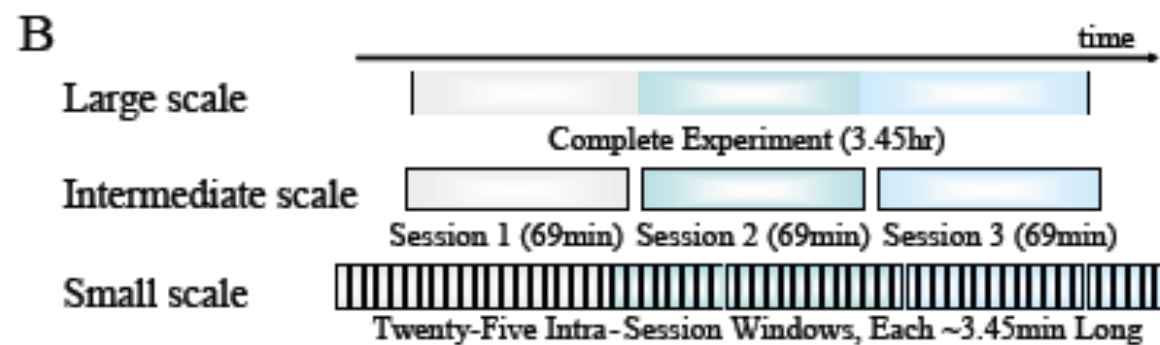 B
time
Large scale
Complete Experiment (3.45hr)
Intermediate scale
Session 1 (69min) Session 2 (69min) Session 3 (69min)
Small scale
Twenty-Five Intra-Session Windows, Each ~3.45min Long